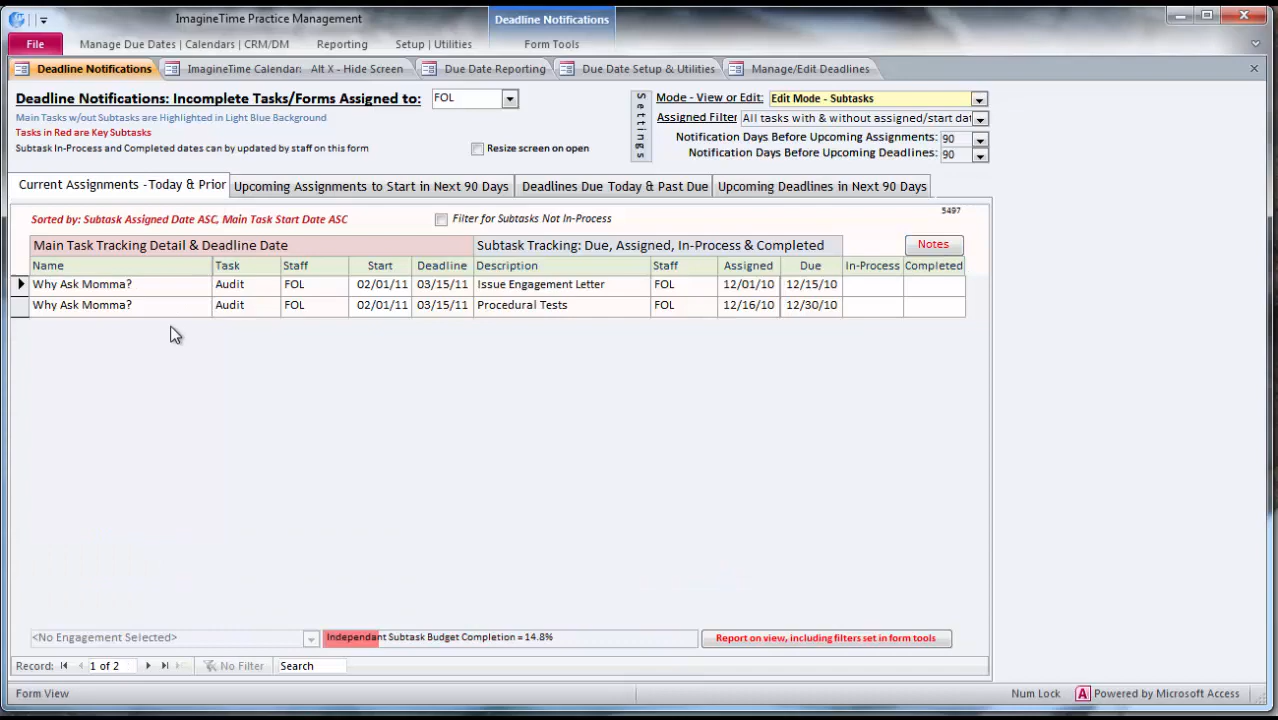 ImagineTime Practice Management
Deadline Notifications
File Manage Due Dates | Calendars | CRM/DM Reporting Setup | Utilities Form Tools
Deadline Notifications ImagineTime Calendar: Alt X - Hide Screen Due Date Reporting Due Date Setup & Utilities Manage/Edit Deadlines
Deadline Notifications: Incomplete Tasks/Forms Assigned to: FOL
Main Tasks w/out Subtasks are Highlighted in Light Blue Background
Tasks in Red are Key Subtasks
Subtask In-Process and Completed dates can by updated by staff on this form
Resize screen on open
Settings
Mode - View or Edit: Edit Mode - Subtasks
Assigned Filter All tasks with & without assigned/start dat
Notification Days Before Upcoming Assignments: 90
Notification Days Before Upcoming Deadlines: 90
Current Assignments -Today & Prior Upcoming Assignments to Start in Next 90 Days Deadlines Due Today & Past Due Upcoming Deadlines in Next 90 Days
Sorted by: Subtask Assigned Date ASC, Main Task Start Date ASC Filter for Subtasks Not In-Process 5497
Main Task Tracking Detail & Deadline Date Subtask Tracking: Due, Assigned, In-Process & Completed Notes
Name Task Staff Start Deadline Description Staff Assigned Due In-Process Completed
Why Ask Momma? Audit FOL 02/01/11 03/15/11 Issue Engagement Letter FOL 12/01/10 12/15/10
Why Ask Momma? Audit FOL 02/01/11 03/15/11 Procedural Tests FOL 12/16/10 12/30/10
<No Engagement Selected> Independant Subtask Budget Completion = 14.8% Report on view, including filters set in form tools
Record: 1 of 2 No Filter Search
Form View Num Lock Powered by Microsoft Access